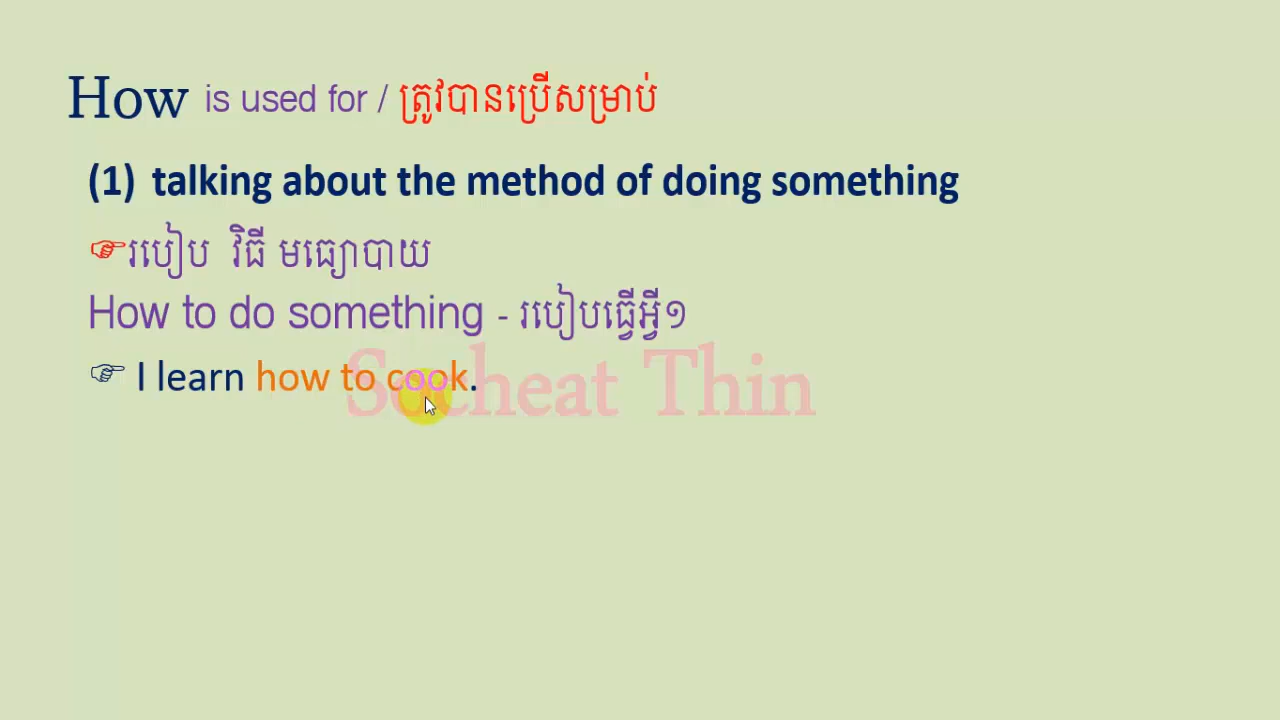 How is used for / ត្រូវបានប្រើសម្រាប់
(1) talking about the method of doing something
☞របៀប វិធី មធ្យោបាយ
How to do something - របៀបធ្វើអ្វី១
☞ I learn how to cook.
Socheat Thin